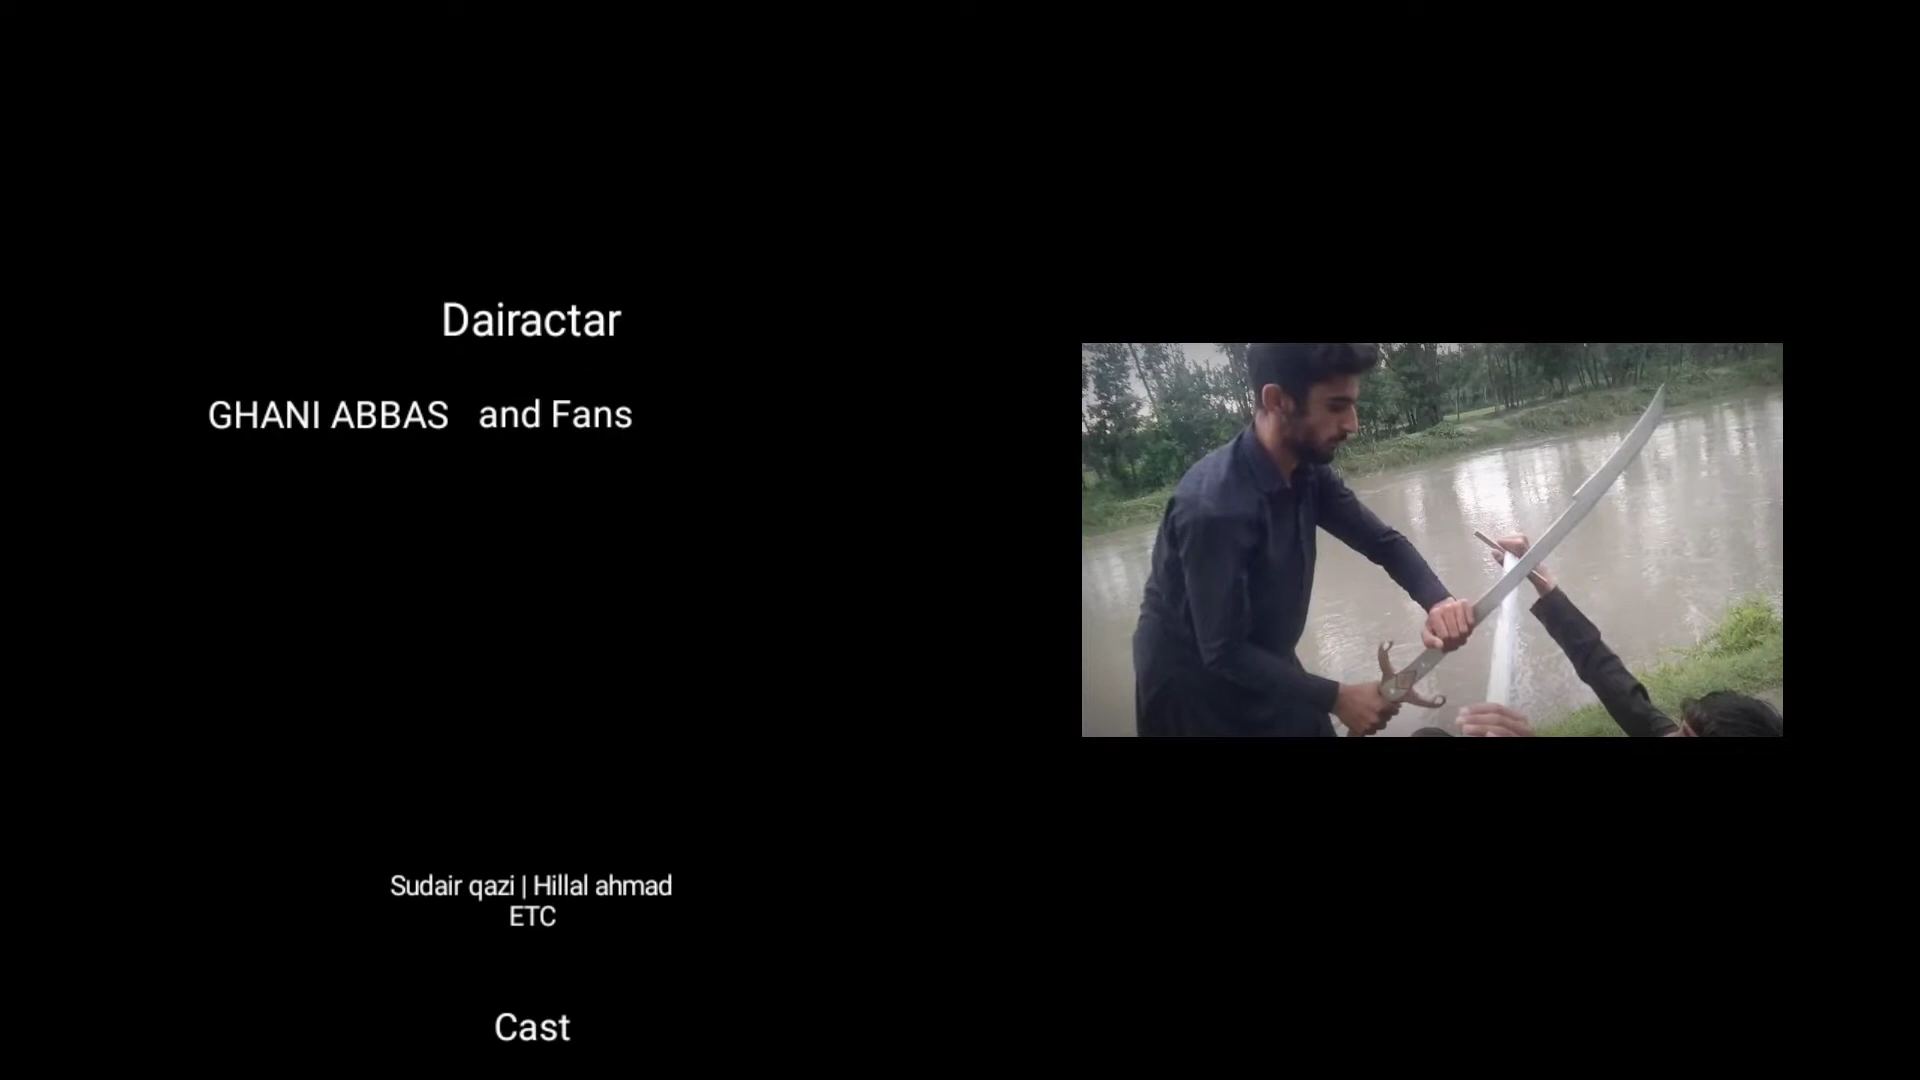 Dairactar
GHANI ABBAS and Fans
Sudair qazi | Hillal ahmad
ETC
Cast